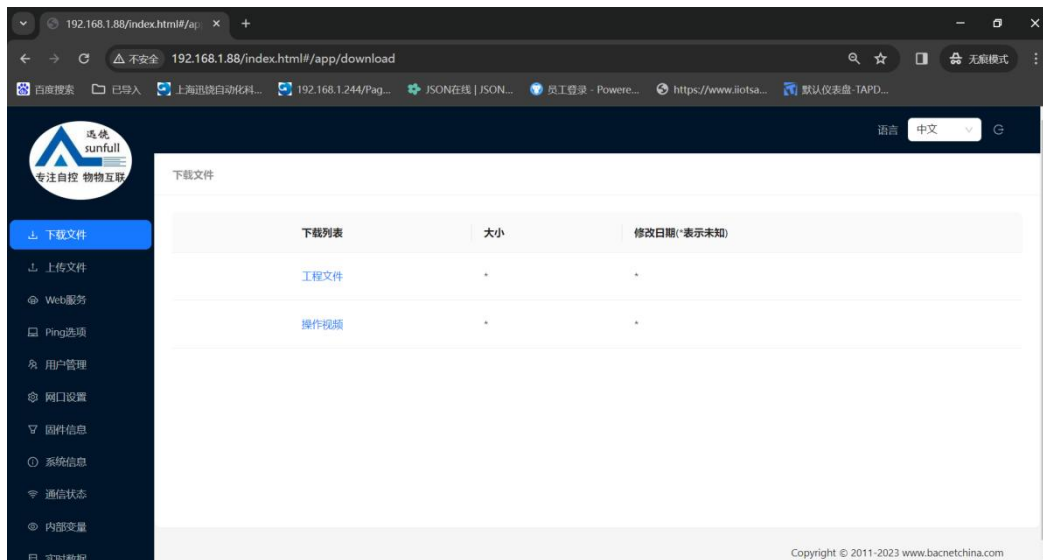 192.168.1.88/index.html#/ap
不安全 192.168.1.88/index.html#/app/download 无痕模式
百度搜索 已导入 上海迅饶自动化科... 192.168.1.244/Pag... JSON在线 | JSON... 员工登录 - Powere... https://www.iiotsa... 默认仪表盘-TAPD...
迅饶
sunfull
专注自控 物物互联
语言 中文
下载文件
下载列表 大小 修改日期(*表示未知)
工程文件 * *
操作视频 * *
下载文件
上传文件
Web服务
Ping选项
用户管理
网口设置
固件信息
系统信息
通信状态
内部变量
实时数据
Copyright © 2011-2023 www.bacnetchina.com